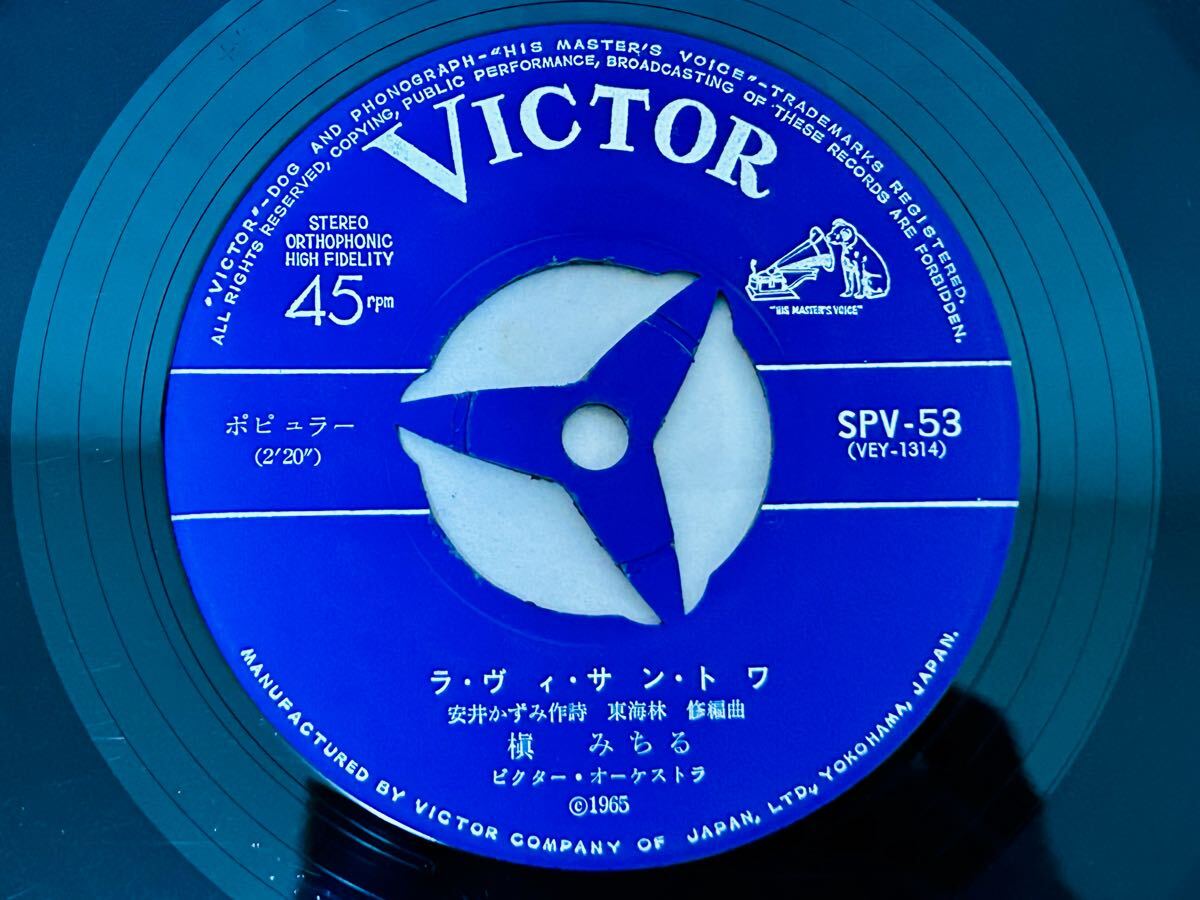 "VICTOR"-DOG AND PHONOGRAPH-"HIS MASTER'S VOICE"-TRADEMARKS REGISTERED.
ALL RIGHTS RESERVED, COPYING, PUBLIC PERFORMANCE, BROADCASTING OF THESE RECORDS ARE FORBIDDEN.
VICTOR
STEREO
ORTHOPHONIC
HIGH FIDELITY
45 rpm
"HIS MASTER'S VOICE"
ポピュラー
(2'20")
SPV-53
(VEY-1314)
ラ・ヴィ・サン・トワ
安井かずみ作詩 東海林 修編曲
槇 みちる
ビクター・オーケストラ
©1965
MANUFACTURED BY VICTOR COMPANY OF JAPAN, LTD., YOKOHAMA, JAPAN.